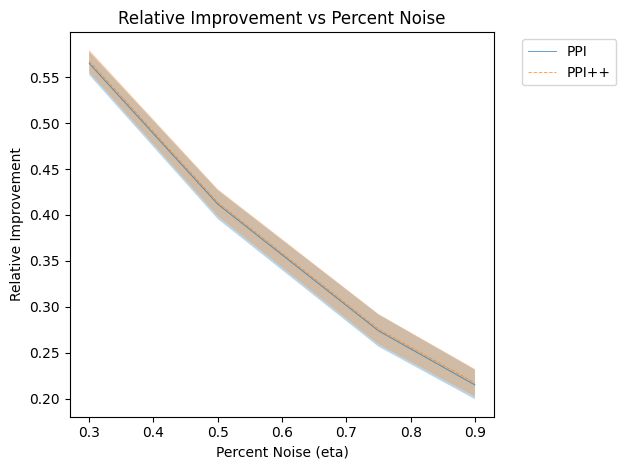 Relative Improvement vs Percent Noise
PPI
PPI++
Relative Improvement
0.55
0.50
0.45
0.40
0.35
0.30
0.25
0.20
0.3 0.4 0.5 0.6 0.7 0.8 0.9
Percent Noise (eta)